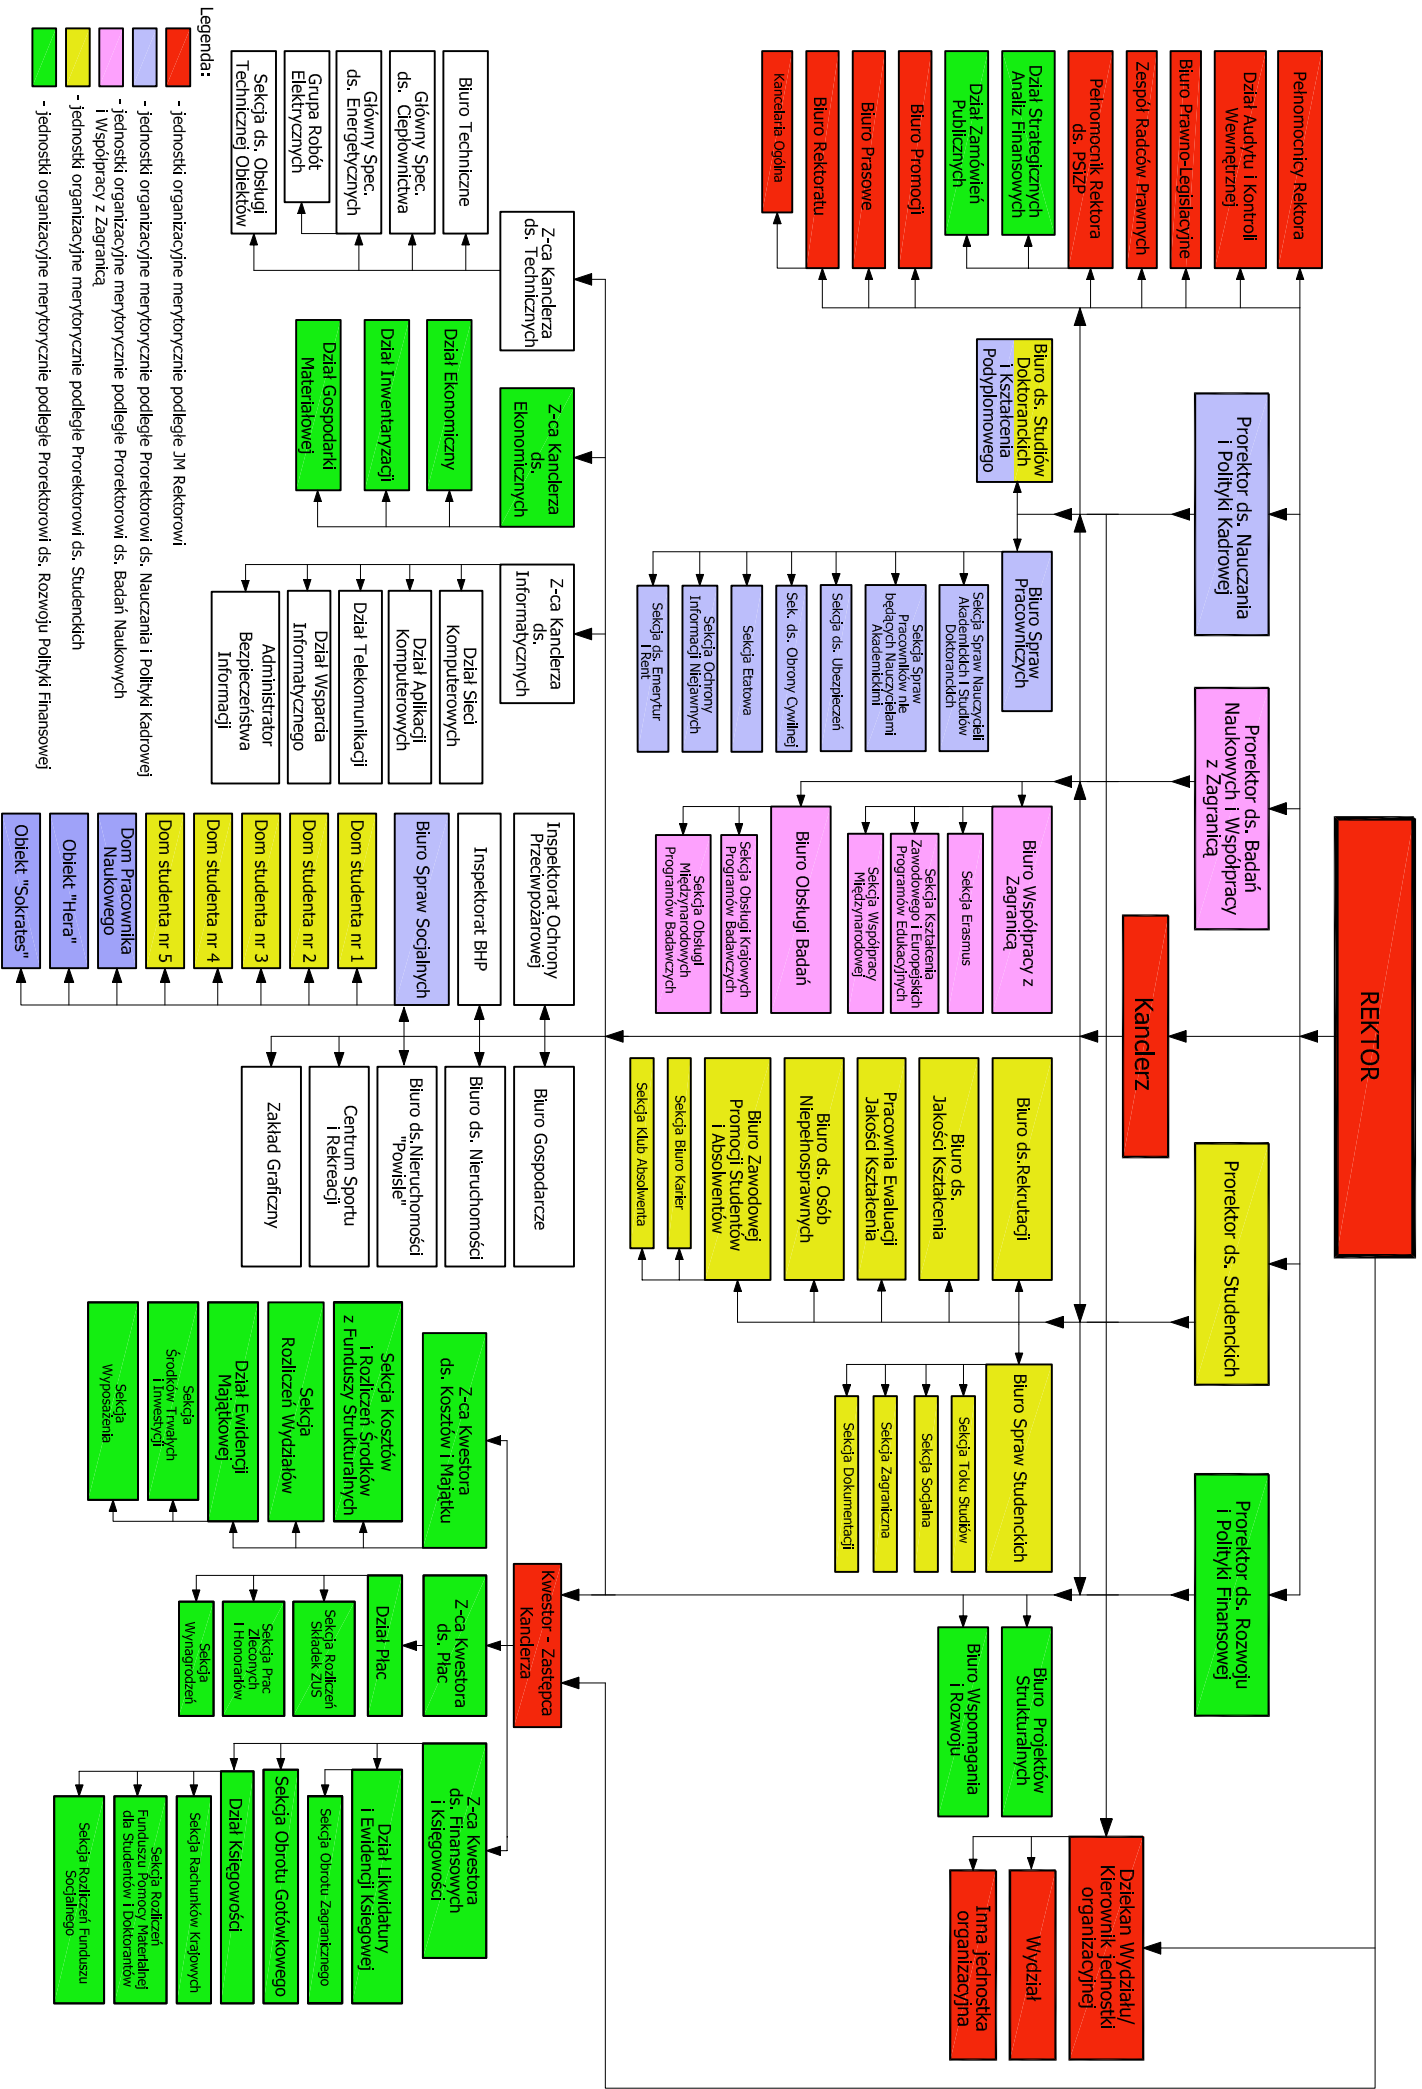 REKTOR
Pełnomocnicy Rektora
Dział Audytu i Kontroli
Wewnętrznej
Biuro Prawno-Legislacyjne
Zespół Radców Prawnych
Pełnomocnik Rektora
ds. PSiZP
Dział Strategicznych
Analiz Finansowych
Dział Zamówień
Publicznych
Biuro Promocji
Biuro Prasowe
Biuro Rektoratu
Kancelaria Ogólna
Prorektor ds. Nauczania
i Polityki Kadrowej
Biuro ds. Studiów
Doktoranckich
i Kształcenia
Podyplomowego
Biuro Spraw
Pracowniczych
Sekcja Spraw Nauczycieli
Akademickich i Studiów
Doktoranckich
Sekcja Spraw
Pracowników nie
będących Nauczycielami
Akademickimi
Sekcja ds. Ubezpieczeń
Sek. ds. Obrony Cywilnej
Sekcja Etatowa
Sekcja Ochrony
Informacji Niejawnych
Sekcja ds. Emerytur
i Rent
Prorektor ds. Badań
Naukowych i Współpracy
z Zagranicą
Biuro Współpracy z
Zagranicą
Sekcja Erasmus
Sekcja Kształcenia
Zawodowego i Europejskich
Programów Edukacyjnych
Sekcja Współpracy
Międzynarodowej
Biuro Obsługi Badań
Sekcja Obsługi Krajowych
Programów Badawczych
Sekcja Obsługi
Międzynarodowych
Programów Badawczych
Kanclerz
Prorektor ds. Studenckich
Biuro ds.Rekrutacji
Biuro ds.
Jakości Kształcenia
Pracownia Ewaluacji
Jakości Kształcenia
Biuro ds. Osób
Niepełnosprawnych
Biuro Zawodowej
Promocji Studentów
i Absolwentów
Sekcja Biuro Karier
Sekcja Klub Absolwenta
Biuro Spraw Studenckich
Sekcja Toku Studiów
Sekcja Socjalna
Sekcja Zagraniczna
Sekcja Dokumentacji
Prorektor ds. Rozwoju
i Polityki Finansowej
Biuro Projektów
Strukturalnych
Biuro Wspomagania
i Rozwoju
Dziekan Wydziału/
Kierownik jednostki
organizacyjnej
Wydział
Inna jednostka
organizacyjna
Z-ca Kanclerza
ds. Technicznych
Biuro Techniczne
Główny Spec.
ds. Ciepłownictwa
Główny Spec.
ds. Energetycznych
Grupa Robót
Elektrycznych
Sekcja ds. Obsługi
Technicznej Obiektów
Z-ca Kanclerza
ds.
Ekonomicznych
Dział Ekonomiczny
Dział Inwentaryzacji
Dział Gospodarki
Materiałowej
Z-ca Kanclerza
ds.
Informatycznych
Dział Sieci
Komputerowych
Dział Aplikacji
Komputerowych
Dział Telekomunikacji
Dział Wsparcia
Informatycznego
Administrator
Bezpieczeństwa
Informacji
Inspektorat Ochrony
Przeciwpożarowej
Inspektorat BHP
Biuro Spraw Socjalnych
Dom studenta nr 1
Dom studenta nr 2
Dom studenta nr 3
Dom studenta nr 4
Dom studenta nr 5
Dom Pracownika
Naukowego
Obiekt "Hera"
Obiekt "Sokrates"
Biuro Gospodarcze
Biuro ds. Nieruchomości
Biuro ds.Nieruchomości
"Powisle"
Centrum Sportu
i Rekreacji
Zakład Graficzny
Kwestor - Zastępca
Kanclerza
Z-ca Kwestora
ds. Kosztów i Majątku
Sekcja Kosztów
i Rozliczeń Środków
z Funduszy Strukturalnych
Sekcja
Rozliczeń Wydziałów
Dział Ewidencji
Majątkowej
Sekcja
Środków Trwałych
i Inwestycji
Sekcja
Wyposażenia
Z-ca Kwestora
ds. Płac
Dział Płac
Sekcja Rozliczeń
Składek ZUS
Sekcja Prac
Zleconych
i Honorariów
Sekcja
Wynagrodzeń
Z-ca Kwestora
ds. Finansowych
i Księgowości
Dział Likwidatury
i Ewidencji Ksiegowej
Sekcja Obrotu Zagranicznego
Sekcja Obrotu Gotówkowego
Dział Księgowości
Sekcja Rachunków Krajowych
Sekcja Rozliczeń
Funduszu Pomocy Materialnej
dla Studentów i Doktorantów
Sekcja Rozliczeń Funduszu
Socjalnego
Legenda:
- jednostki organizacyjne merytorycznie podległe JM Rektorowi
- jednostki organizacyjne merytorycznie podległe Prorektorowi ds. Nauczania i Polityki Kadrowej
- jednostki organizacyjne merytorycznie podległe Prorektorowi ds. Badań Naukowych
i Współpracy z Zagranicą
- jednostki organizacyjne merytorycznie podległe Prorektorowi ds. Studenckich
- jednostki organizacyjne merytorycznie podległe Prorektorowi ds. Rozwoju Polityki Finansowej